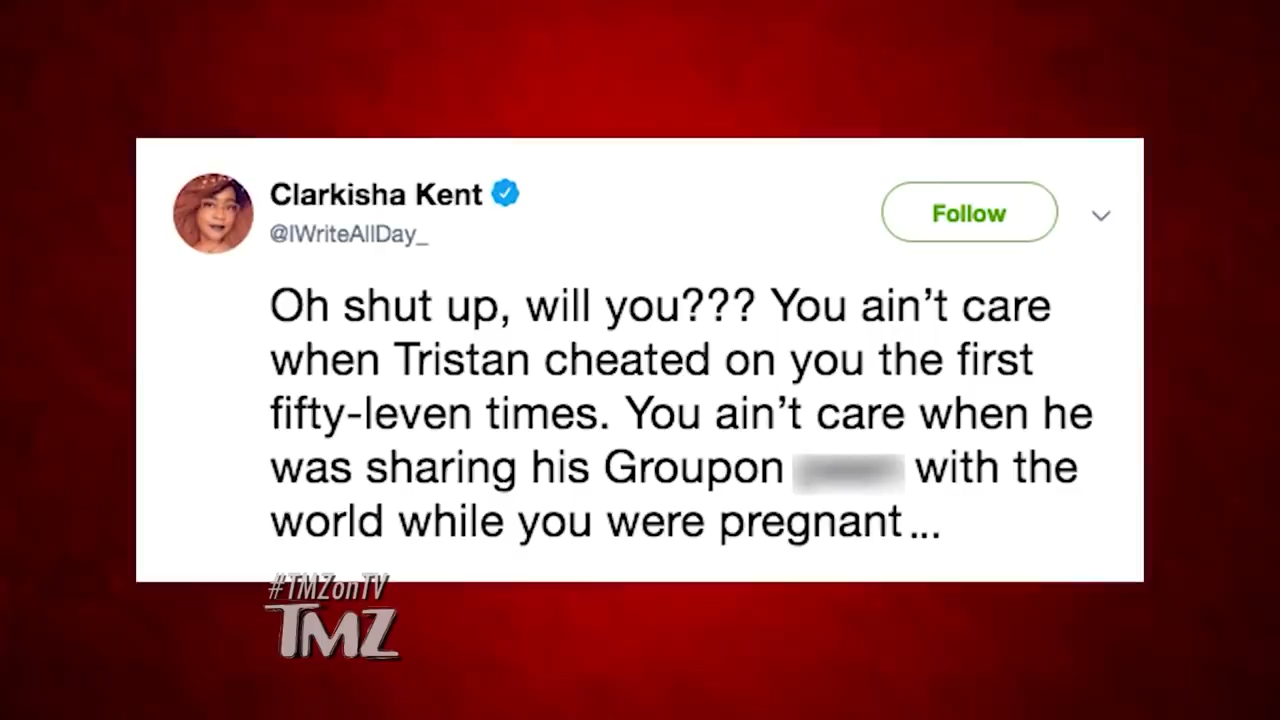 Clarkisha Kent
@IWriteAllDay_
Follow
Oh shut up, will you??? You ain’t care
when Tristan cheated on you the first
fifty-leven times. You ain’t care when he
was sharing his Groupon with the
world while you were pregnant...
#TMZonTV
TMZ